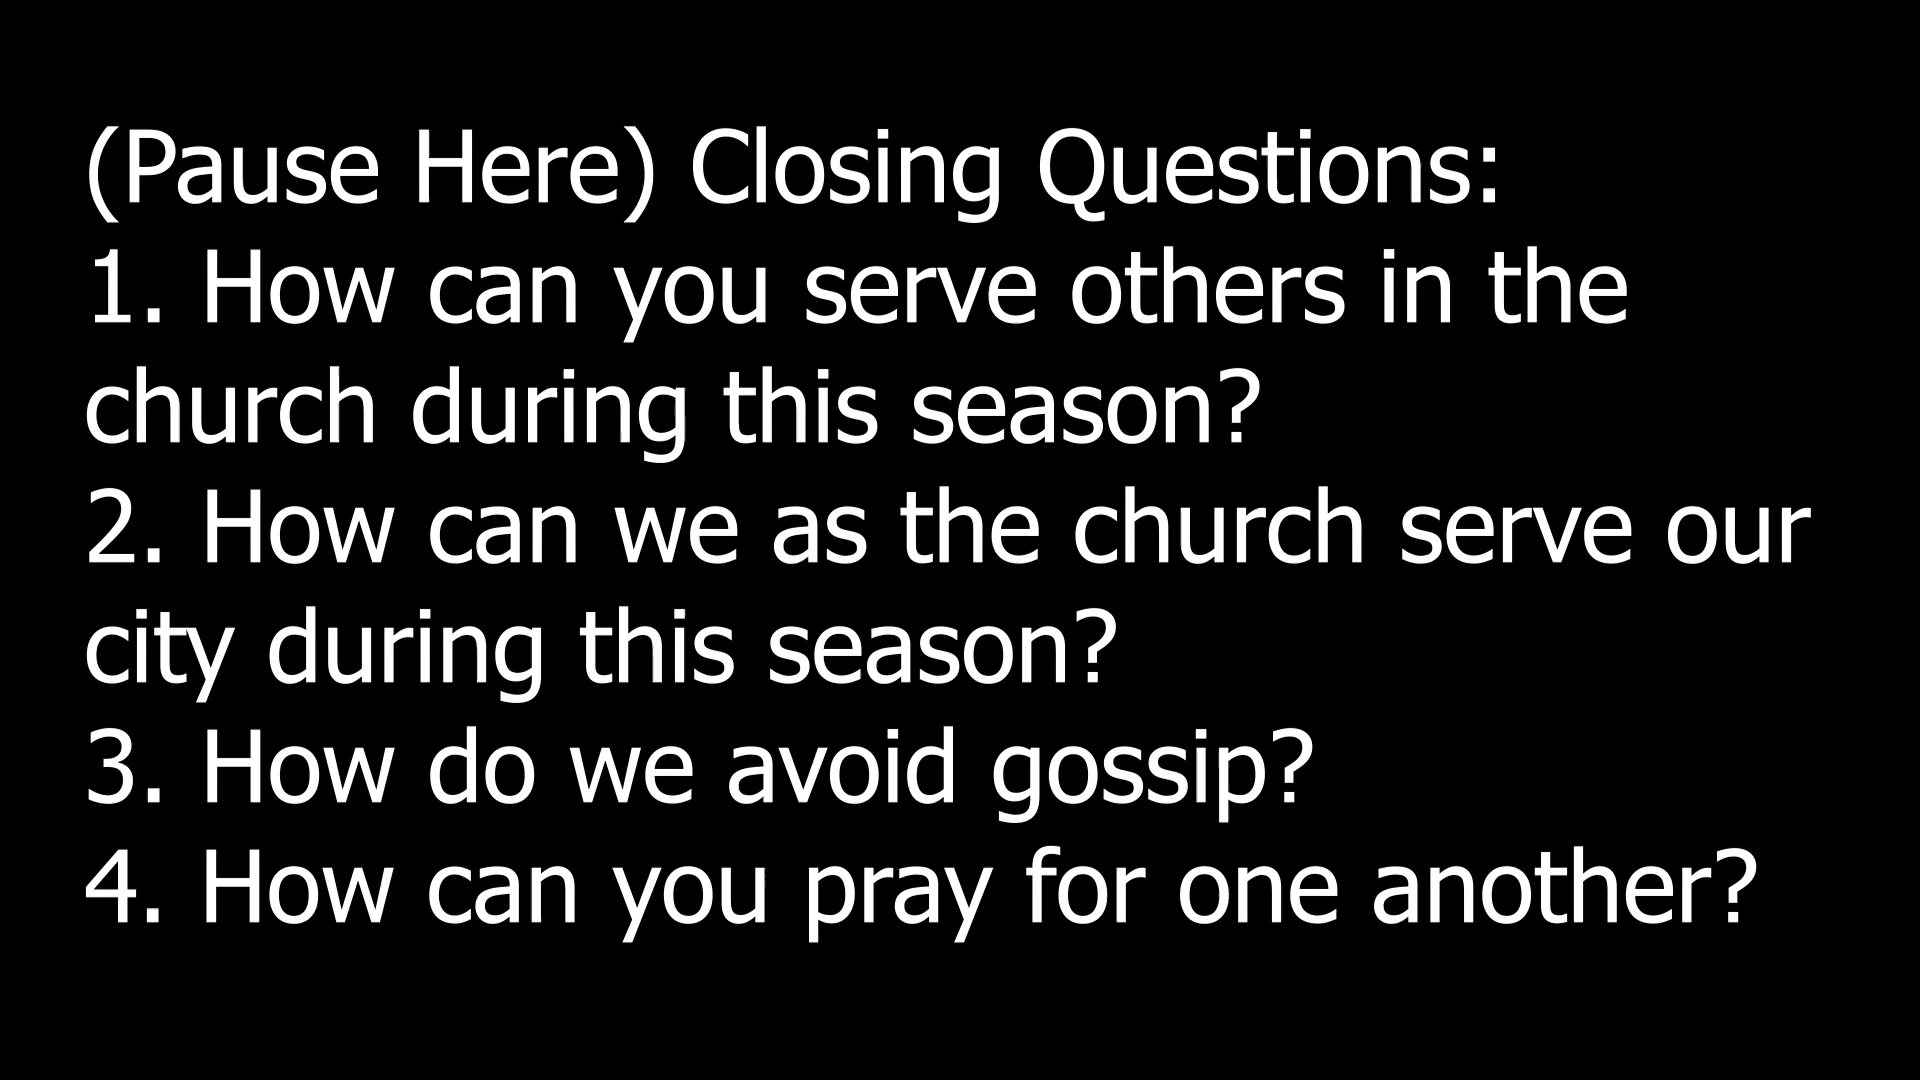 (Pause Here) Closing Questions:
1. How can you serve others in the
church during this season?
2. How can we as the church serve our
city during this season?
3. How do we avoid gossip?
4. How can you pray for one another?